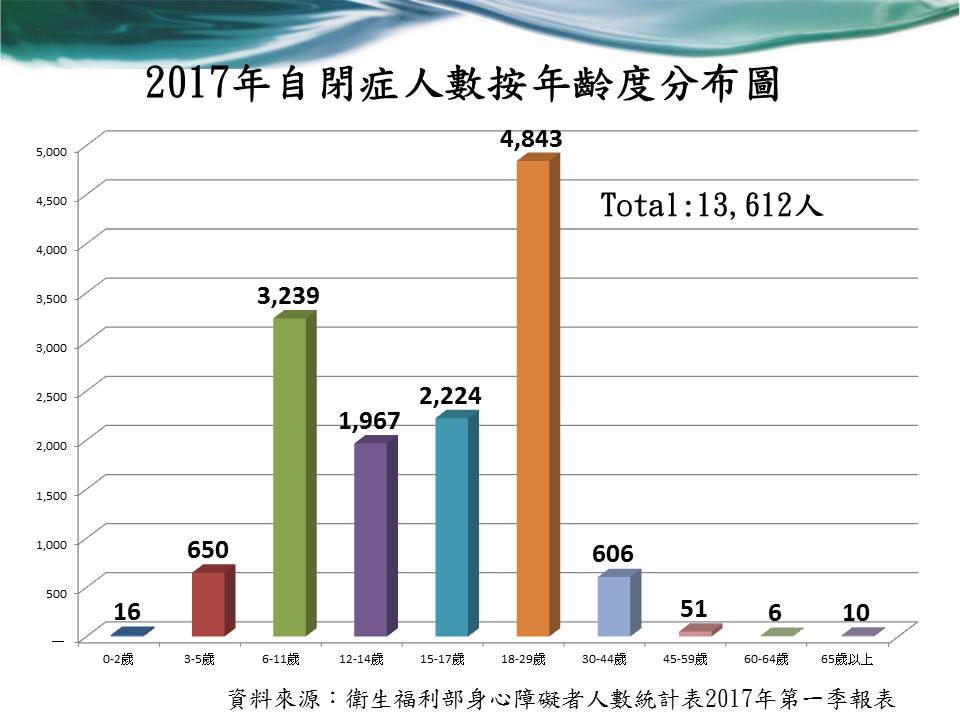 2017年自閉症人數按年齡度分布圖
Total:13,612人
5,000
4,500
4,000
3,500
3,000
2,500
2,000
1,500
1,000
500
—
16
650
3,239
1,967
2,224
4,843
606
51
6
10
0-2歲
3-5歲
6-11歲
12-14歲
15-17歲
18-29歲
30-44歲
45-59歲
60-64歲
65歲以上
資料來源：衛生福利部身心障礙者人數統計表2017年第一季報表